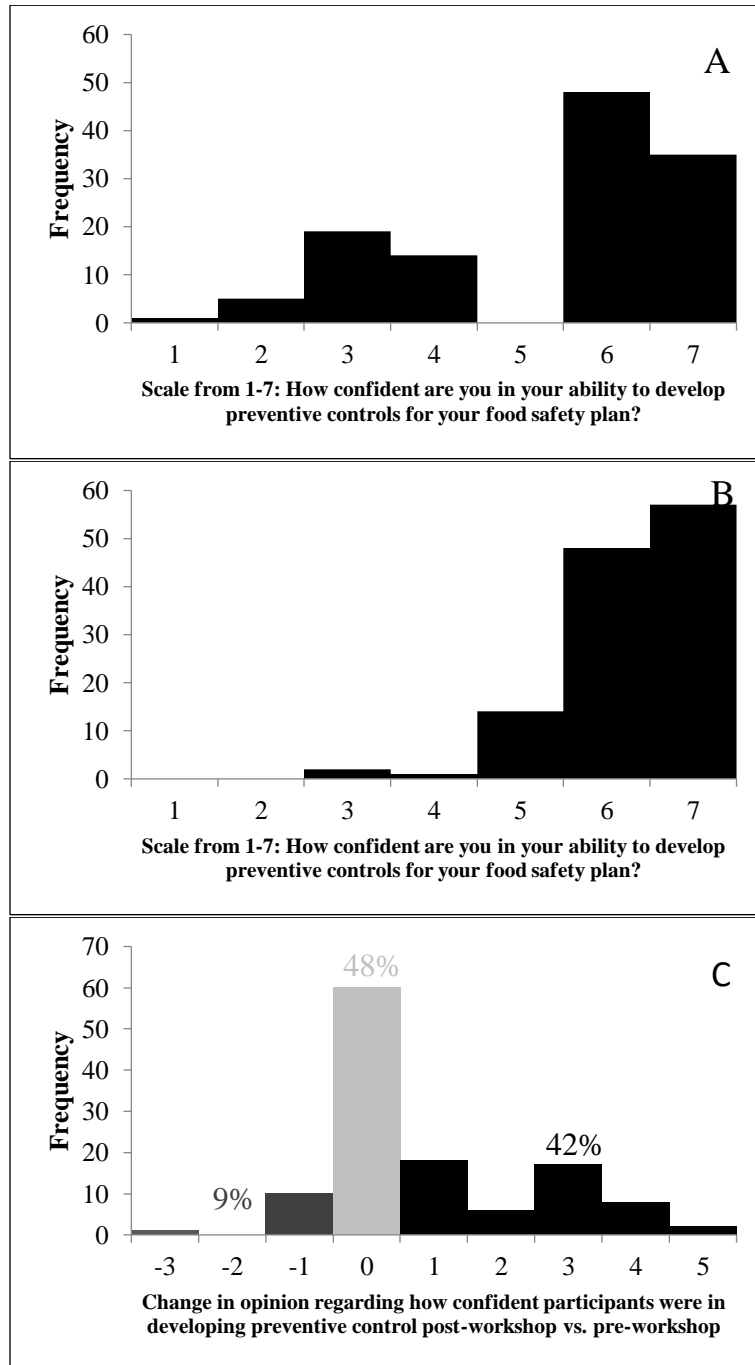 A
60
50
40
30
20
10
0
Frequency
1 2 3 4 5 6 7
Scale from 1-7: How confident are you in your ability to develop
preventive controls for your food safety plan?
B
60
50
40
30
20
10
0
Frequency
1 2 3 4 5 6 7
Scale from 1-7: How confident are you in your ability to develop
preventive controls for your food safety plan?
C
70
60
50
40
30
20
10
0
Frequency
48%
42%
9%
-3 -2 -1 0 1 2 3 4 5
Change in opinion regarding how confident participants were in
developing preventive control post-workshop vs. pre-workshop